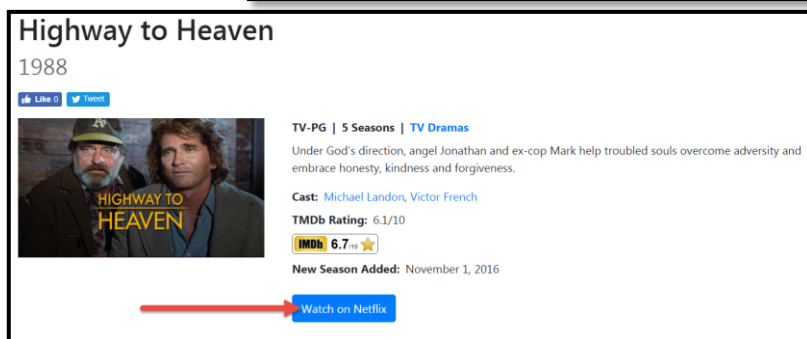 Highway to Heaven
1988
Like 0 Tweet
HIGHWAY TO
HEAVEN
TV-PG | 5 Seasons | TV Dramas
Under God's direction, angel Jonathan and ex-cop Mark help troubled souls overcome adversity and
embrace honesty, kindness and forgiveness.
Cast: Michael Landon, Victor French
TMDb Rating: 6.1/10
IMDb 6.7/10
New Season Added: November 1, 2016
Watch on Netflix